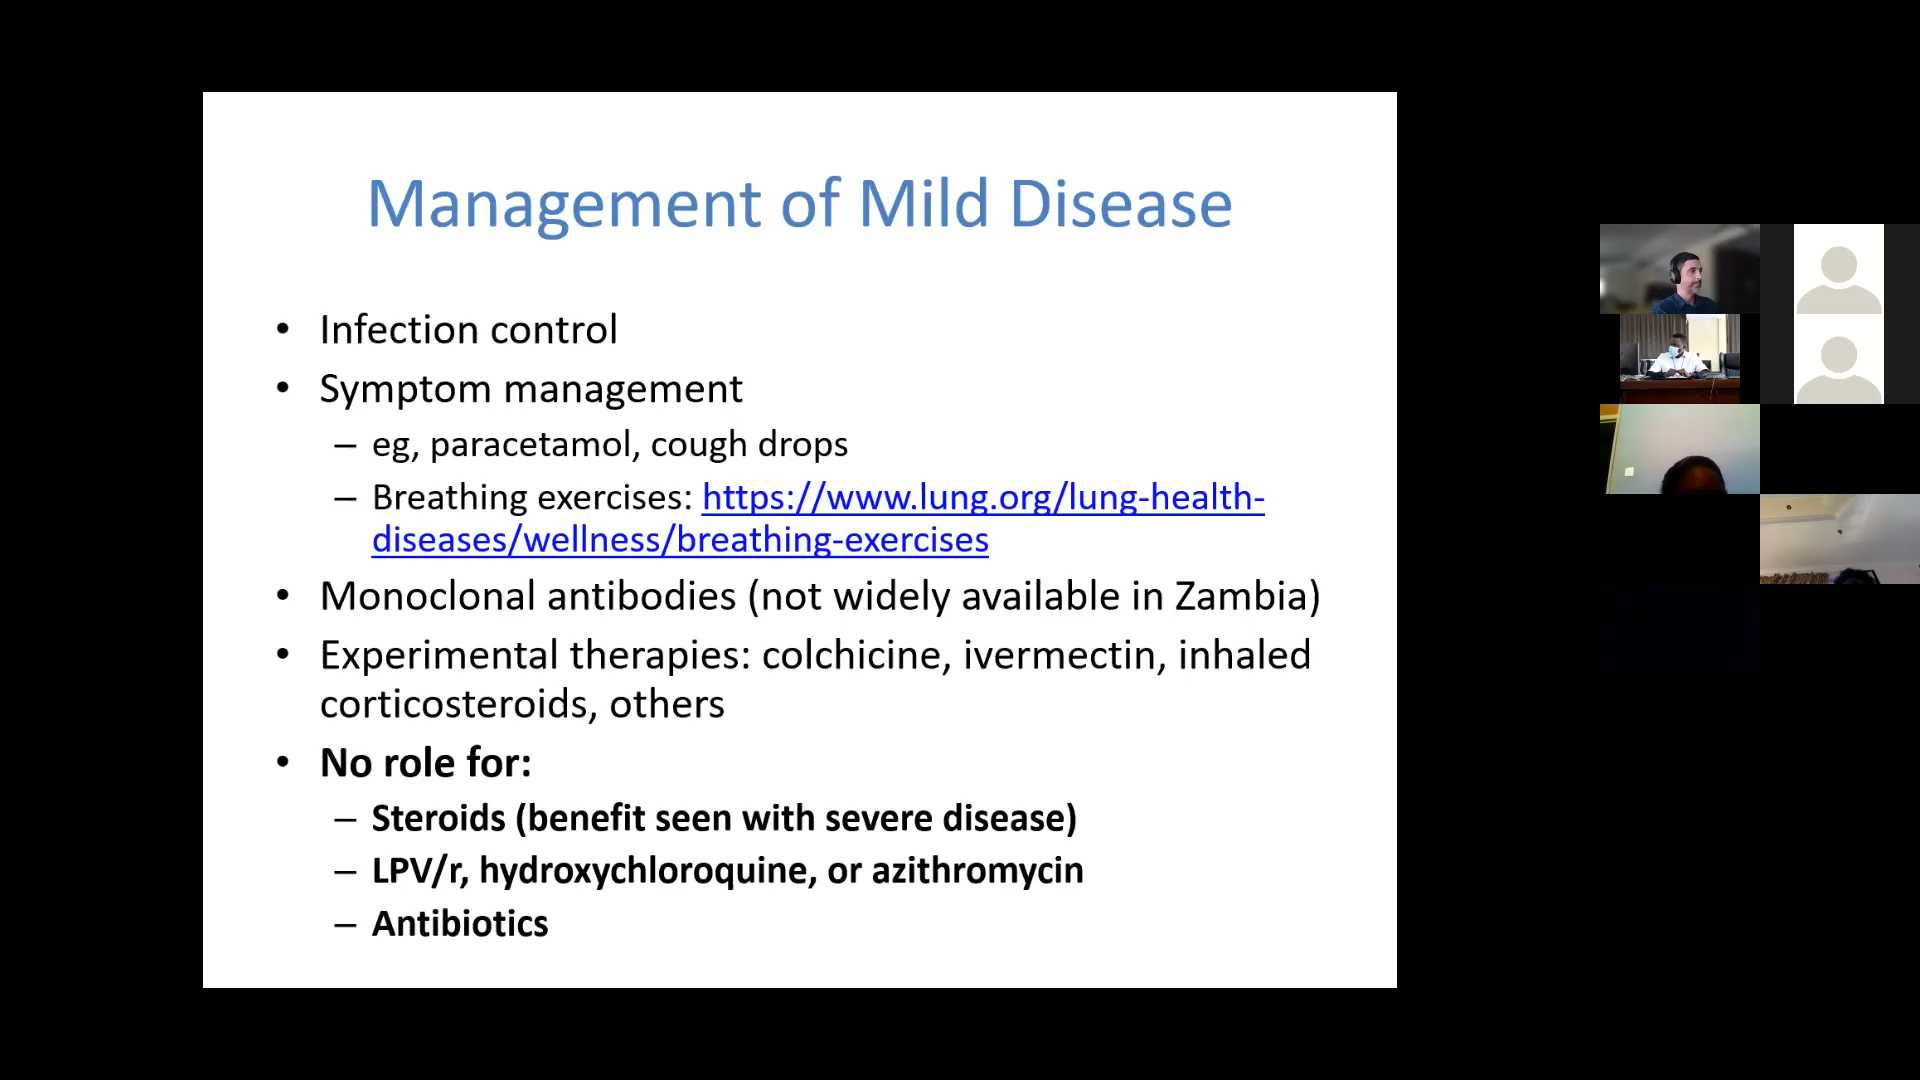 Management of Mild Disease
• Infection control
• Symptom management
– eg, paracetamol, cough drops
– Breathing exercises: https://www.lung.org/lung-health-
diseases/wellness/breathing-exercises
• Monoclonal antibodies (not widely available in Zambia)
• Experimental therapies: colchicine, ivermectin, inhaled
corticosteroids, others
• No role for:
– Steroids (benefit seen with severe disease)
– LPV/r, hydroxychloroquine, or azithromycin
– Antibiotics